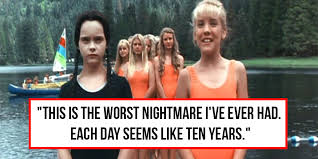 "THIS IS THE WORST NIGHTMARE I'VE EVER HAD.
EACH DAY SEEMS LIKE TEN YEARS."